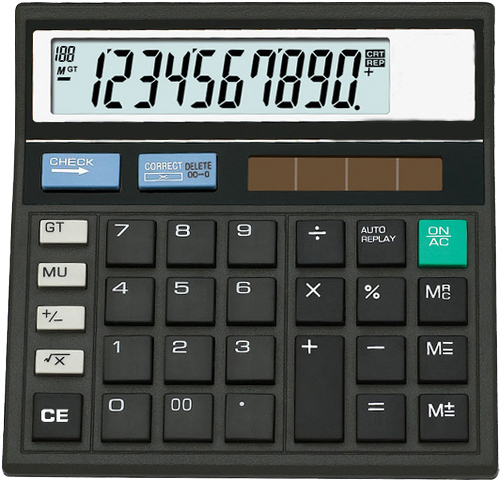 188 CRT
M GT REP
— 1234567890. +
CHECK CORRECT DELETE
00→0
GT 7 8 9 ÷ AUTO REPLAY ON/AC
MU 4 5 6 × % MRC
+/− 1 2 3 + − M=
√x
CE 0 00 · = M±